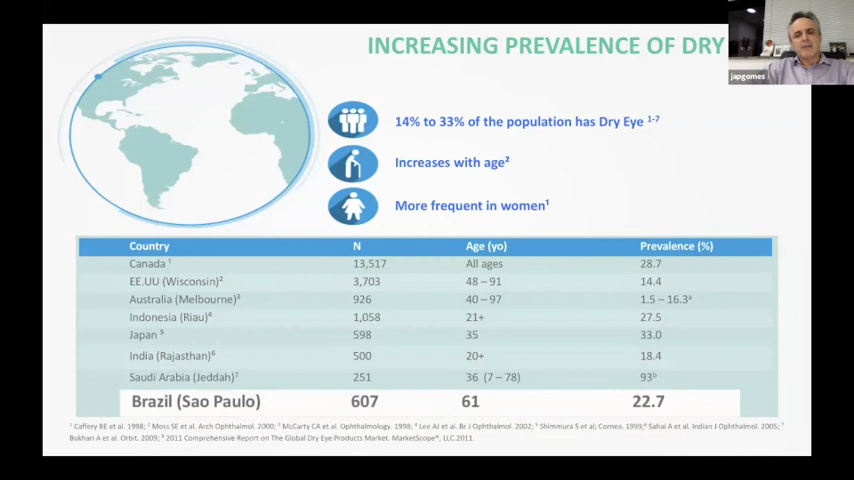 INCREASING PREVALENCE OF DRY
japgomes
14% to 33% of the population has Dry Eye ¹⁻⁷
Increases with age²
More frequent in women¹
Country N Age (yo) Prevalence (%)
Canada ¹ 13,517 All ages 28.7
EE.UU (Wisconsin)² 3,703 48 – 91 14.4
Australia (Melbourne)³ 926 40 – 97 1.5 – 16.3ᵃ
Indonesia (Riau)⁴ 1,058 21+ 27.5
Japan ⁵ 598 35 33.0
India (Rajasthan)⁶ 500 20+ 18.4
Saudi Arabia (Jeddah)⁷ 251 36 (7 – 78) 93ᵇ
Brazil (Sao Paulo) 607 61 22.7
¹ Caffery BE et al. 1998; ² Moss SE et al. Arch Ophthalmol. 2000; ³ McCarty CA et al. Ophthalmology. 1998; ⁴ Lee AJ et al. Br J Ophthalmol. 2002; ⁵ Shimmura S et al; Cornea. 1999;⁶ Sahai A et al. Indian J Ophthalmol. 2005; ⁷
Bukhari A et al. Orbit. 2009; ⁸ 2011 Comprehensive Report on The Global Dry Eye Products Market. MarketScope®, LLC.2011.